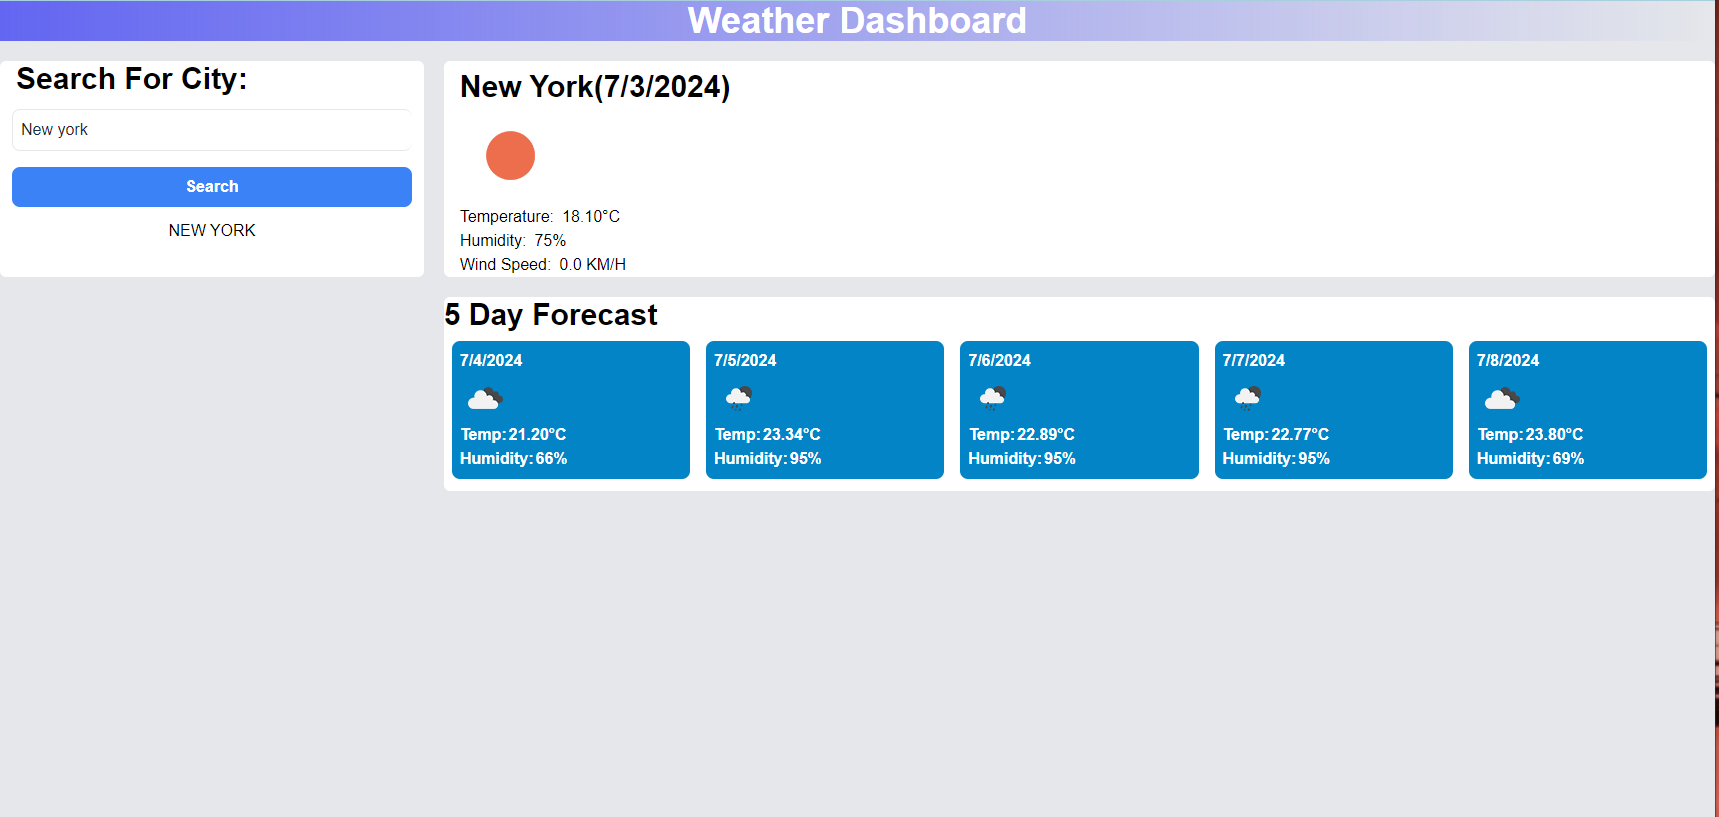 Weather Dashboard
Search For City:
New york
Search
NEW YORK
New York(7/3/2024)
Temperature: 18.10°C
Humidity: 75%
Wind Speed: 0.0 KM/H
5 Day Forecast
7/4/2024
Temp: 21.20°C
Humidity: 66%
7/5/2024
Temp: 23.34°C
Humidity: 95%
7/6/2024
Temp: 22.89°C
Humidity: 95%
7/7/2024
Temp: 22.77°C
Humidity: 95%
7/8/2024
Temp: 23.80°C
Humidity: 69%